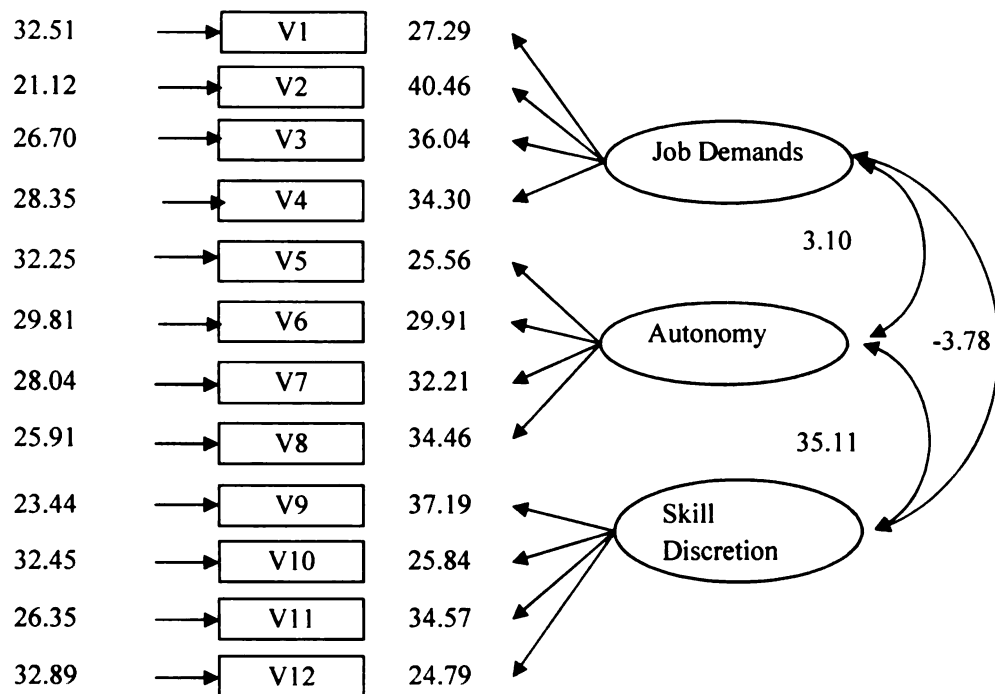 32.51 V1 27.29
21.12 V2 40.46
26.70 V3 36.04
Job Demands
28.35 V4 34.30
3.10
32.25 V5 25.56
29.81 V6 29.91
Autonomy
-3.78
28.04 V7 32.21
25.91 V8 34.46
35.11
23.44 V9 37.19
Skill
Discretion
32.45 V10 25.84
26.35 V11 34.57
32.89 V12 24.79